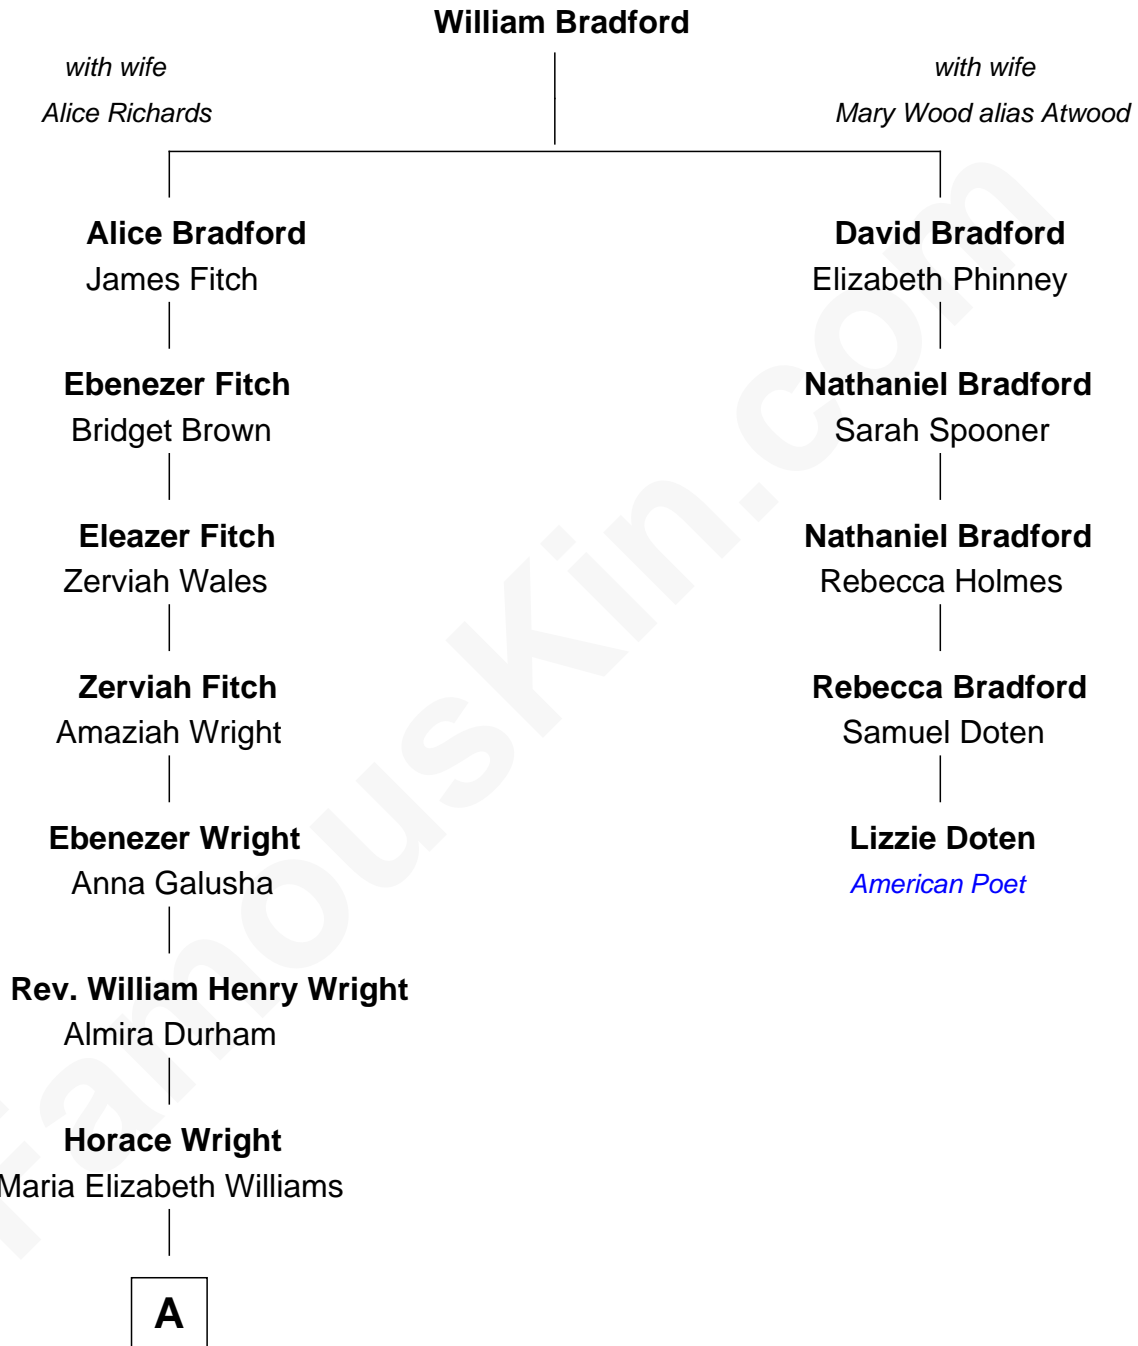 William Bradford
with wife
Alice Richards
with wife
Mary Wood alias Atwood
Alice Bradford
James Fitch
David Bradford
Elizabeth Phinney
Ebenezer Fitch
Bridget Brown
Nathaniel Bradford
Sarah Spooner
Eleazer Fitch
Zerviah Wales
Nathaniel Bradford
Rebecca Holmes
Zerviah Fitch
Amaziah Wright
Rebecca Bradford
Samuel Doten
Ebenezer Wright
Anna Galusha
Lizzie Doten
American Poet
Rev. William Henry Wright
Almira Durham
Horace Wright
Maria Elizabeth Williams
A
FamousKin.com